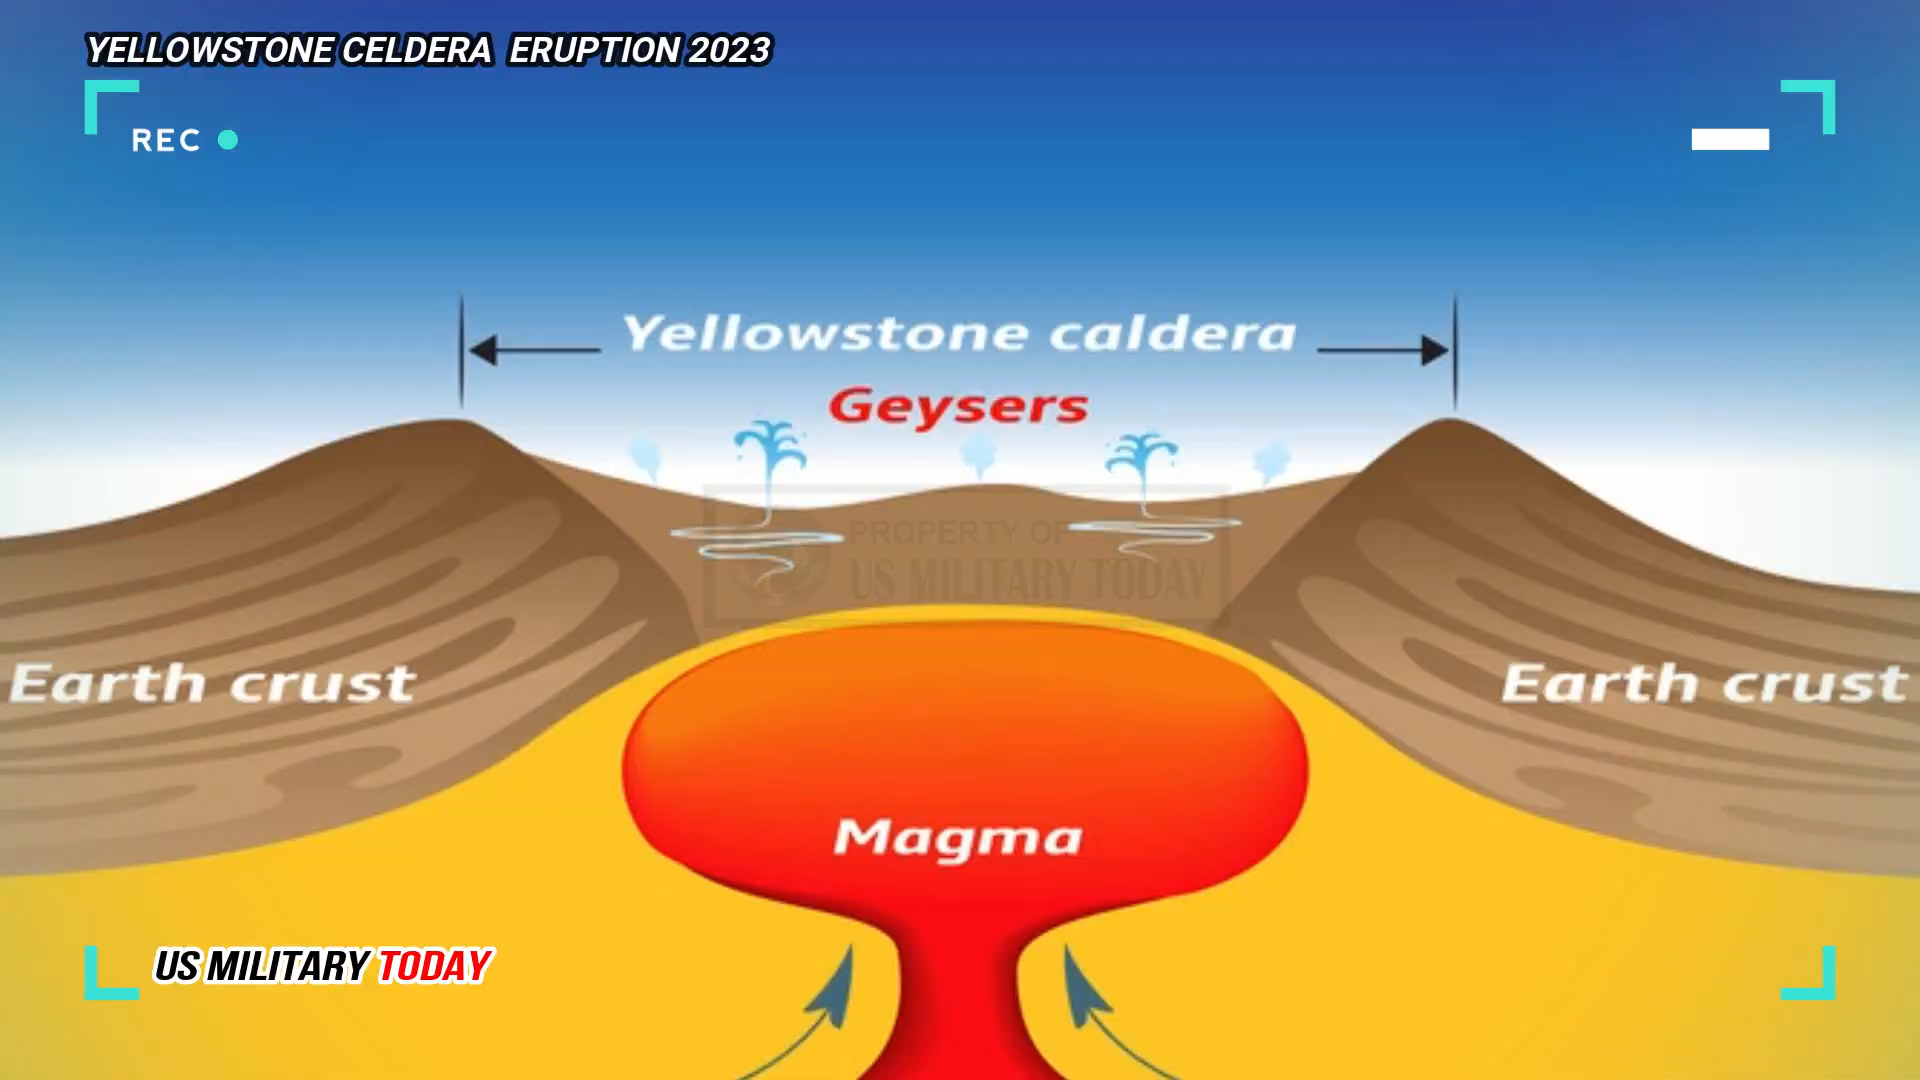 YELLOWSTONE CELDERA ERUPTION 2023
REC
Yellowstone caldera
Geysers
PROPERTY OF
US MILITARY TODAY
Earth crust
Earth crust
Magma
US MILITARY TODAY